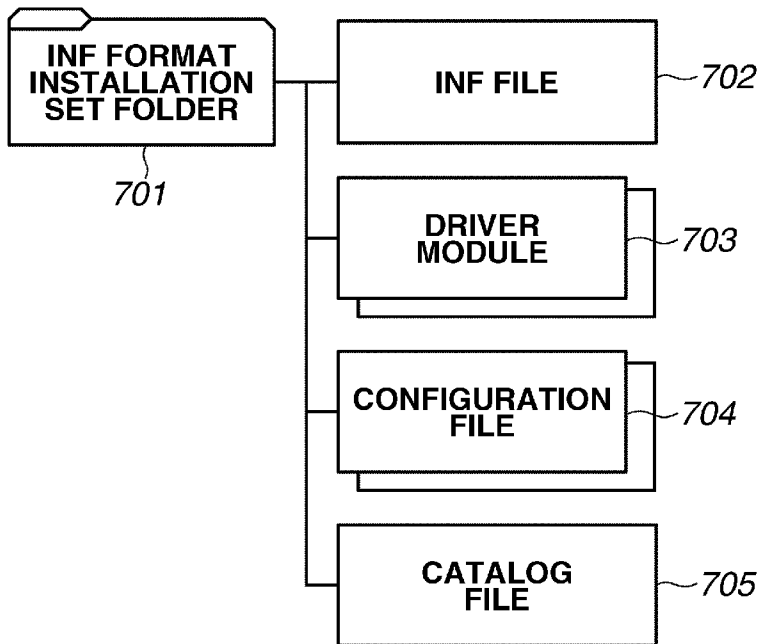 INF FORMAT
INSTALLATION
SET FOLDER
701
INF FILE
702
DRIVER
MODULE
703
CONFIGURATION
FILE
704
CATALOG
FILE
705